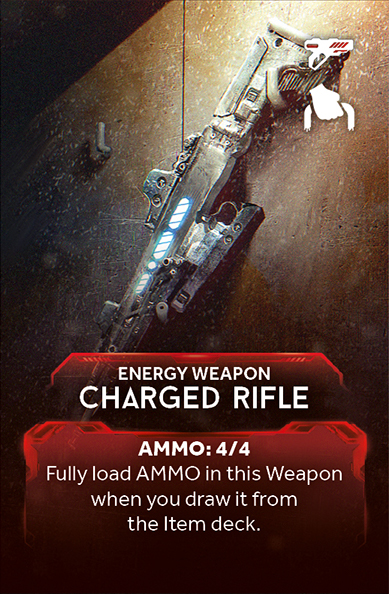 ENERGY WEAPON
CHARGED RIFLE
AMMO: 4/4
Fully load AMMO in this Weapon
when you draw it from
the Item deck.